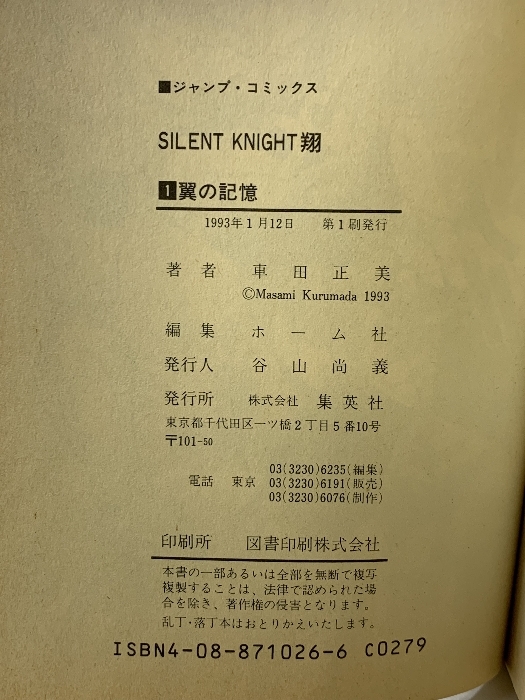 ■ジャンプ・コミックス
SILENT KNIGHT翔
1翼の記憶
1993年1月12日 第1刷発行
著者 車田正美
©Masami Kurumada 1993
編集 ホーム社
発行人 谷山尚義
発行所 株式会社 集英社
東京都千代田区一ツ橋2丁目5番10号
〒101-50
03(3230)6235(編集)
電話 東京 03(3230)6191(販売)
03(3230)6076(制作)
印刷所 図書印刷株式会社
本書の一部あるいは全部を無断で複写
複製することは、法律で認められた場
合を除き、著作権の侵害となります。
乱丁・落丁本はおとりかえいたします。
ISBN4-08-871026-6 C0279